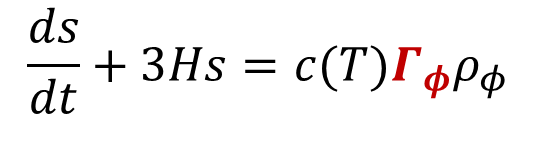 ds/dt + 3Hs = c(T)Γ_ϕ ρ_ϕ